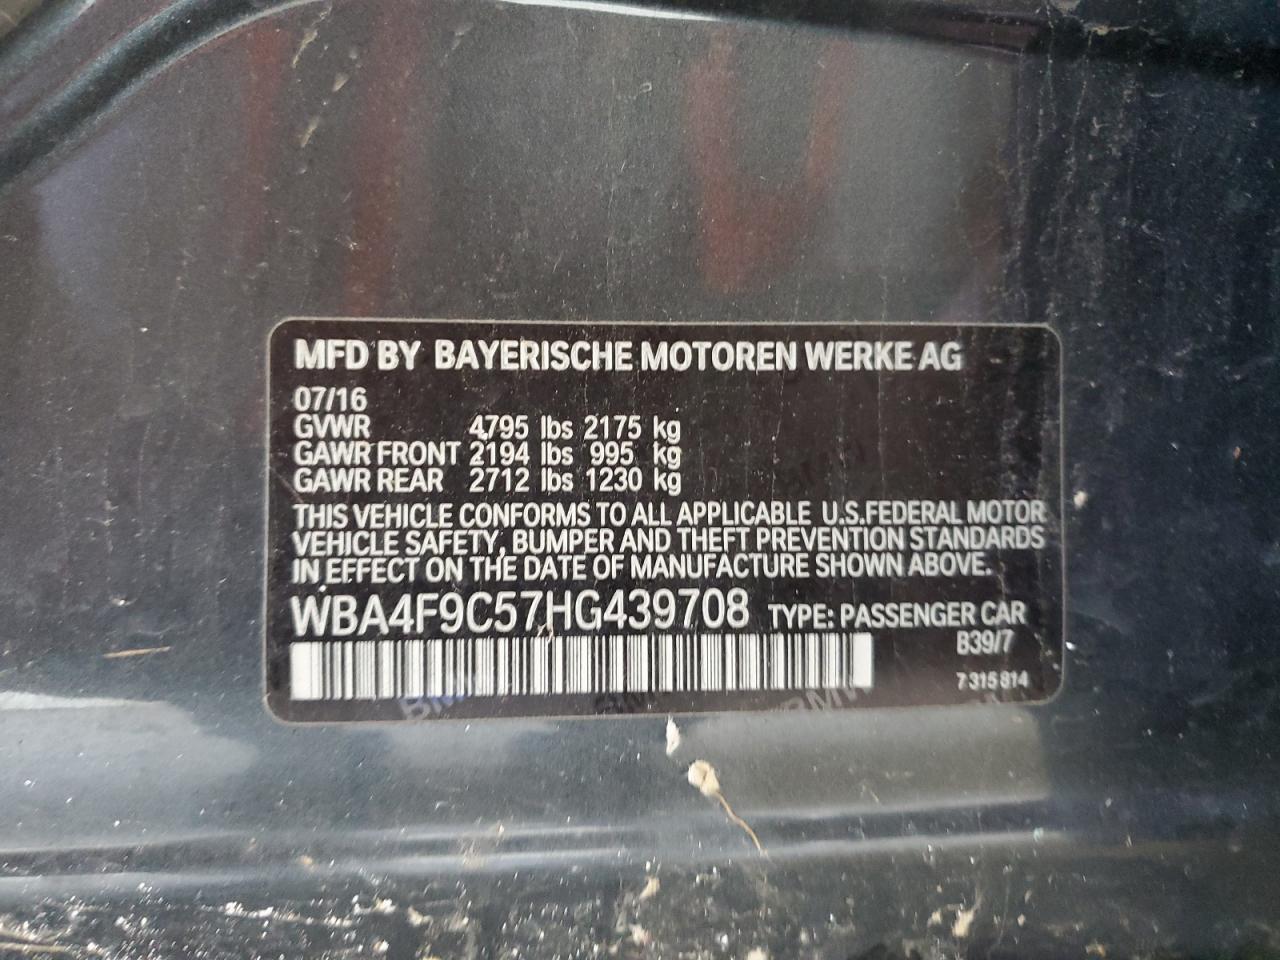 MFD BY BAYERISCHE MOTOREN WERKE AG
07/16
GVWR 4795 lbs 2175 kg
GAWR FRONT 2194 lbs 995 kg
GAWR REAR 2712 lbs 1230 kg
THIS VEHICLE CONFORMS TO ALL APPLICABLE U.S.FEDERAL MOTOR
VEHICLE SAFETY, BUMPER AND THEFT PREVENTION STANDARDS
IN EFFECT ON THE DATE OF MANUFACTURE SHOWN ABOVE.
WBA4F9C57HG439708 TYPE: PASSENGER CAR
B39/7
7 315 814
BMW BMW BMW